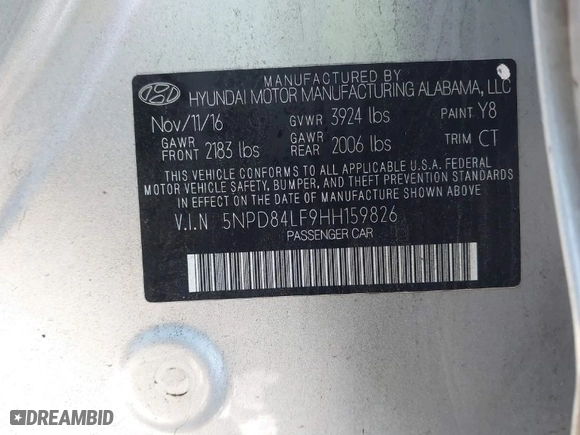 MANUFACTURED BY
HYUNDAI MOTOR MANUFACTURING ALABAMA, LLC
Nov/11/16 GVWR 3924 lbs PAINT Y8
GAWR FRONT 2183 lbs GAWR REAR 2006 lbs TRIM CT
THIS VEHICLE CONFORMS TO ALL APPLICABLE U.S.A. FEDERAL
MOTOR VEHICLE SAFETY, BUMPER, AND THEFT PREVENTION STANDARDS
IN EFFECT ON THE DATE OF MANUFACTURE SHOWN ABOVE.
V.I.N 5NPD84LF9HH159826
PASSENGER CAR
DREAMBID